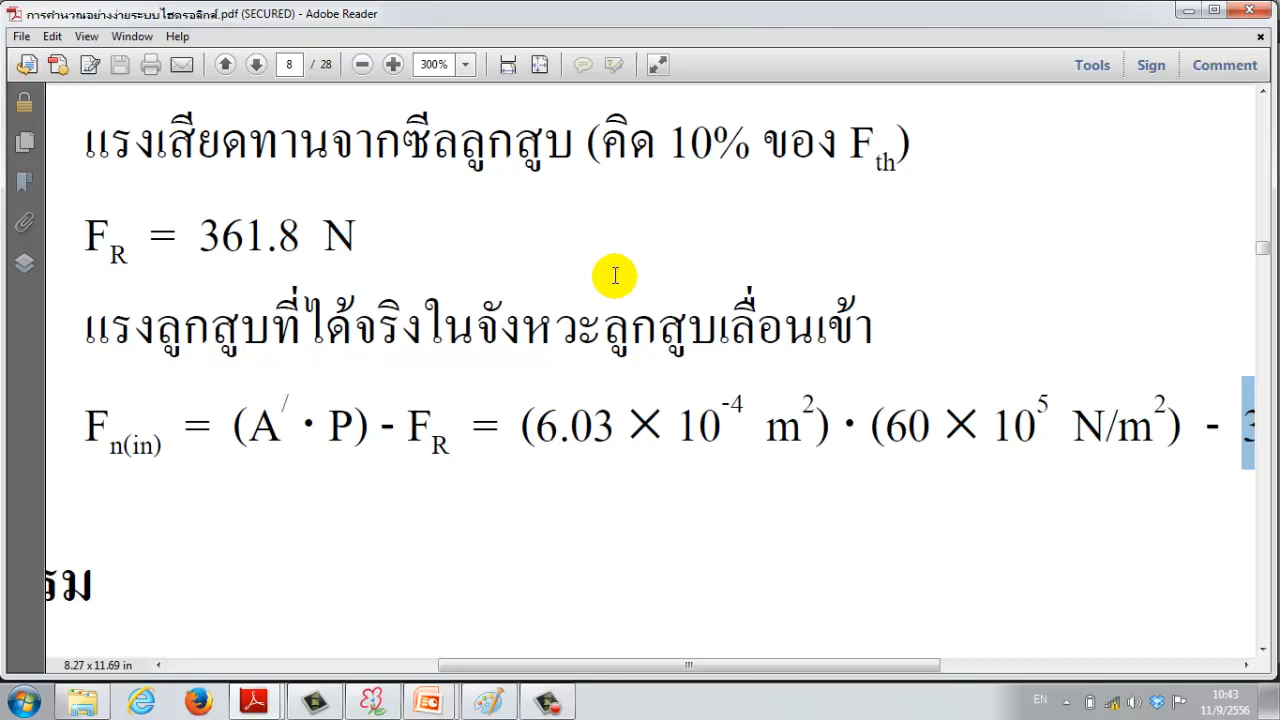 การคำนวณอย่างง่ายระบบไฮดรอลิกส์.pdf (SECURED) - Adobe Reader
File Edit View Window Help
8 / 28 300% Tools Sign Comment
แรงเสียดทานจากซีลลูกสูบ (คิด 10% ของ Fth)
FR = 361.8 N
แรงลูกสูบที่ได้จริงในจังหวะลูกสูบเลื่อนเข้า
Fn(in) = (A/ · P) - FR = (6.03 × 10-4 m2) · (60 × 105 N/m2) - 3
รม
8.27 x 11.69 in
EN 10:43
11/9/2556